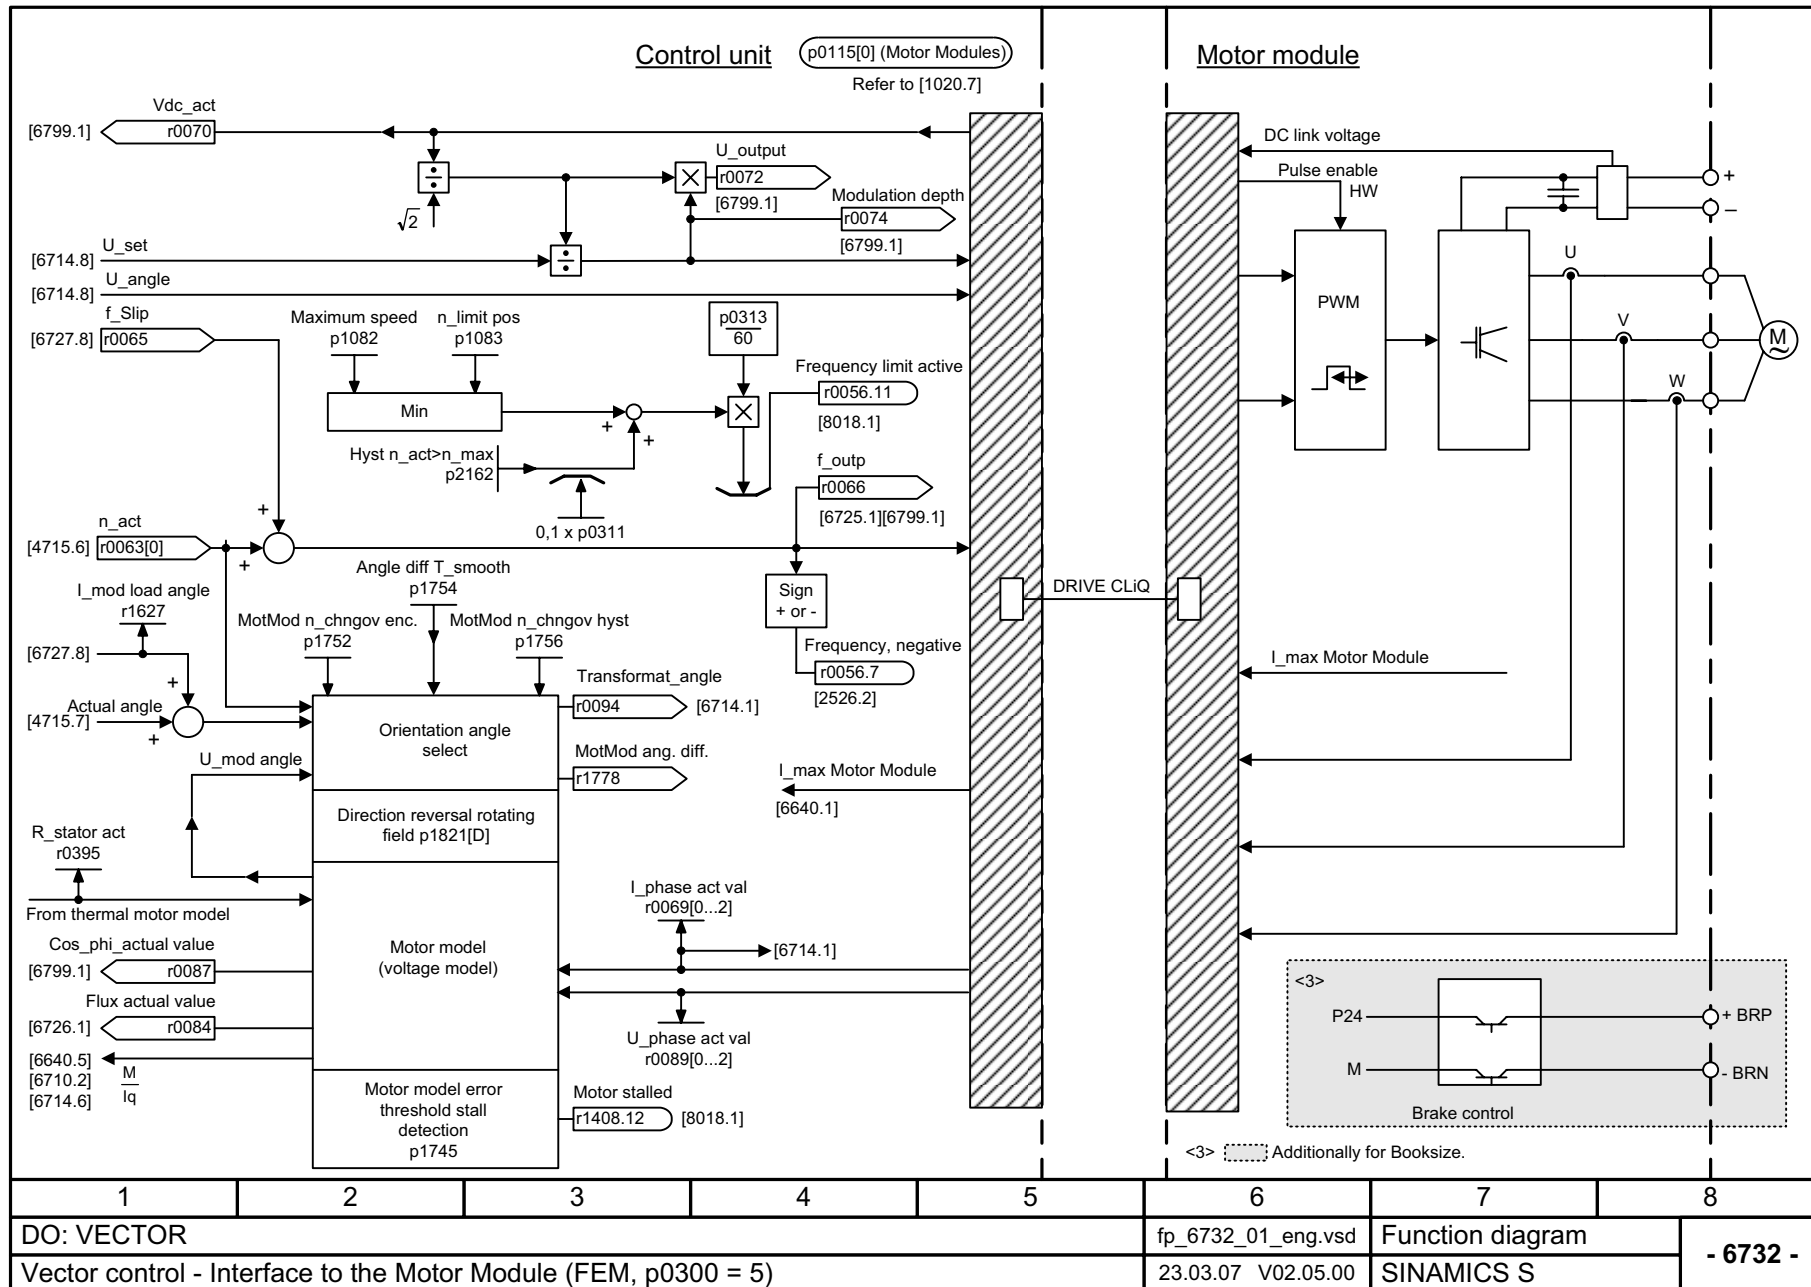 Control unit
p0115[0] (Motor Modules)
Refer to [1020.7]
Motor module
Vdc_act
[6799.1]
r0070
÷
√2
×
U_output
r0072
[6799.1]
Modulation depth
r0074
[6799.1]
U_set
[6714.8]
÷
U_angle
[6714.8]
f_Slip
[6727.8]
r0065
Maximum speed
p1082
n_limit pos
p1083
p0313
60
Min
+
+
×
Frequency limit active
r0056.11
[8018.1]
Hyst n_act>n_max
p2162
0,1 x p0311
f_outp
r0066
[6725.1][6799.1]
+
n_act
[4715.6]
r0063[0]
+
Sign
+ or -
Frequency, negative
r0056.7
[2526.2]
I_mod load angle
r1627
[6727.8]
+
Actual angle
[4715.7]
+
Angle diff T_smooth
p1754
MotMod n_chngov enc.
p1752
MotMod n_chngov hyst
p1756
Transformat_angle
r0094
[6714.1]
Orientation angle
select
MotMod ang. diff.
r1778
U_mod angle
Direction reversal rotating
field p1821[D]
I_max Motor Module
[6640.1]
R_stator act
r0395
From thermal motor model
Motor model
(voltage model)
I_phase act val
r0069[0...2]
[6714.1]
U_phase act val
r0089[0...2]
Cos_phi_actual value
[6799.1]
r0087
Flux actual value
[6726.1]
r0084
[6640.5]
[6710.2]
[6714.6]
M
Iq
Motor model error
threshold stall
detection
p1745
Motor stalled
r1408.12
[8018.1]
DRIVE CLiQ
DC link voltage
Pulse enable
HW
PWM
+
–
U
V
W
M
~
I_max Motor Module
<3>
P24
+ BRP
M
- BRN
Brake control
<3> Additionally for Booksize.
1 2 3 4 5 6 7 8
DO: VECTOR
fp_6732_01_eng.vsd
Function diagram
- 6732 -
Vector control - Interface to the Motor Module (FEM, p0300 = 5)
23.03.07 V02.05.00
SINAMICS S